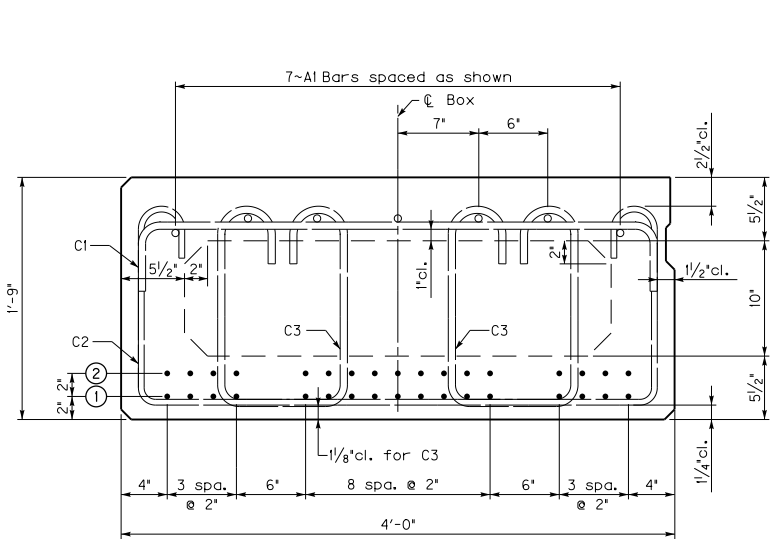 7~A1 Bars spaced as shown
℄ Box
7"
6"
2½"cl.
5½"
C1
5½"
2"
1"cl.
2"
1½"cl.
1'-9"
10"
C2
C3
C3
2
2"
1
2"
5½"
1⅛"cl. for C3
1¼"cl.
4"
3 spa.
@ 2"
6"
8 spa. @ 2"
6"
3 spa.
@ 2"
4"
4'-0"